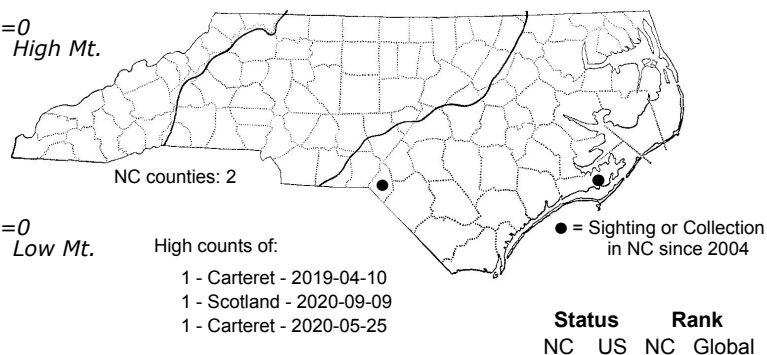 =0
High Mt.
NC counties: 2
=0
Low Mt.
High counts of:
1 - Carteret - 2019-04-10
1 - Scotland - 2020-09-09
1 - Carteret - 2020-05-25
● = Sighting or Collection
in NC since 2004
Status Rank
NC US NC Global